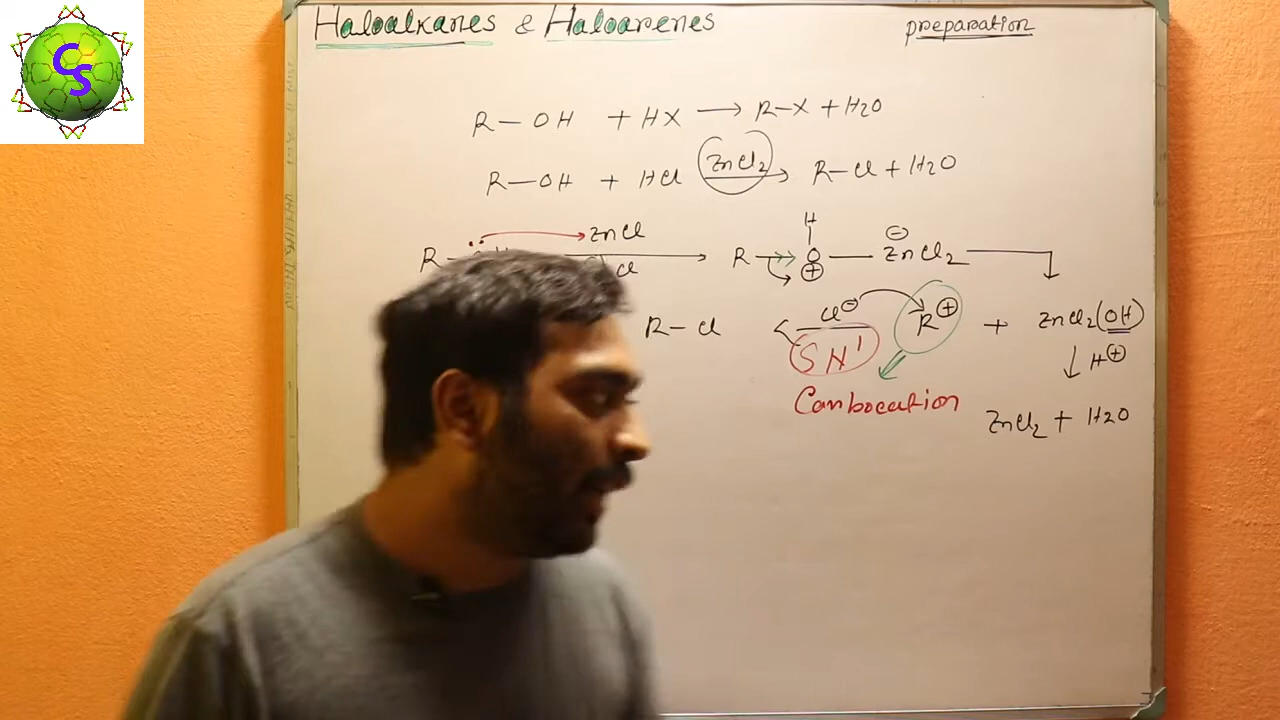 CS
Haloalkanes & Haloarenes preparation
R—OH + HX ⟶ R—X + H2O
R—OH + HCl ZnCl2 ⟶ R—Cl + H2O
ZnCl
H
R — Cl R — O ⊕ — ZnCl2 ⊖
R—Cl Cl⊖ R⊕ + ZnCl2(OH)
SN1 H⊕
Carbocation
ZnCl2 + H2O